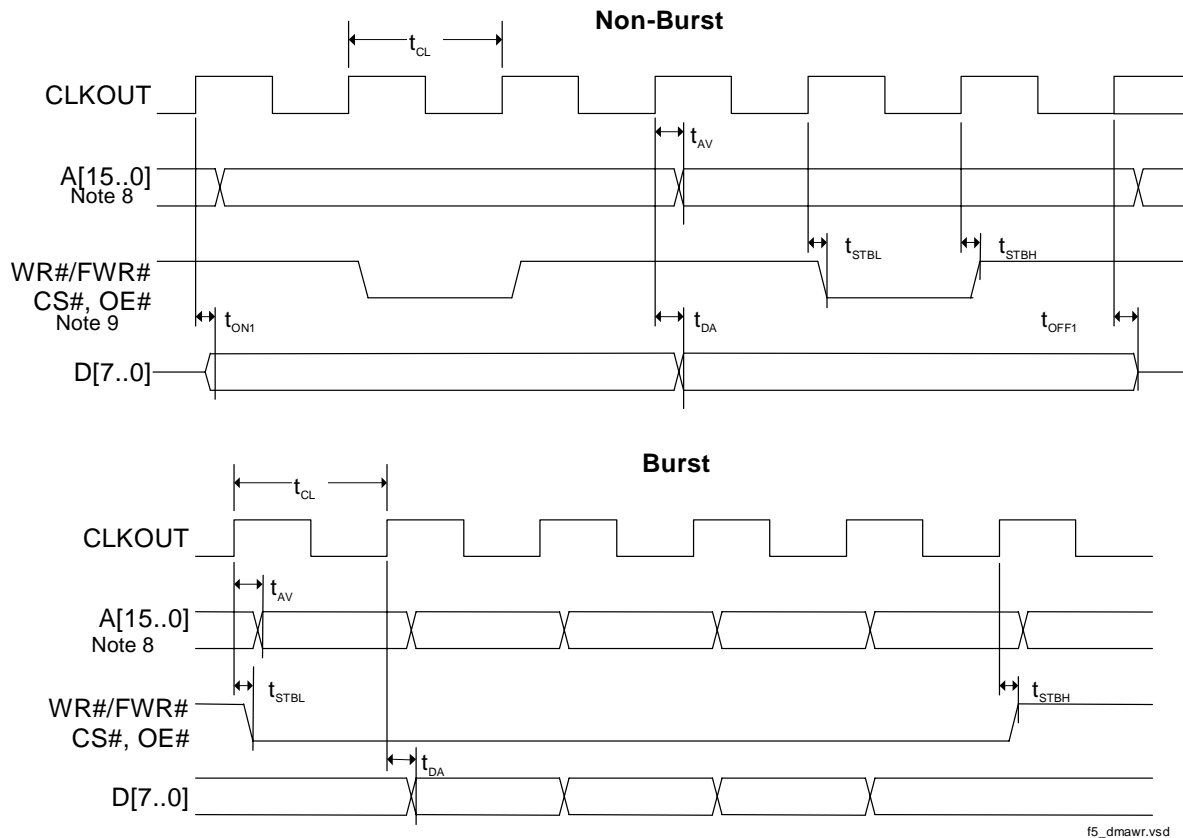 Non-Burst
tCL
CLKOUT
tAV
A[15..0]
Note 8
tSTBL
tSTBH
WR#/FWR#
CS#, OE#
Note 9
tON1
tDA
tOFF1
D[7..0]
Burst
tCL
CLKOUT
tAV
A[15..0]
Note 8
tSTBL
tSTBH
WR#/FWR#
CS#, OE#
tDA
D[7..0]
f5_dmawr.vsd